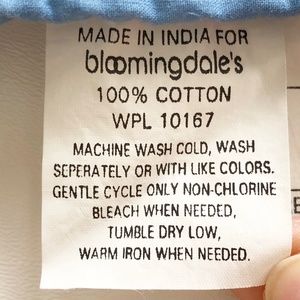 MADE IN INDIA FOR
bloomingdale's
100% COTTON
WPL 10167
MACHINE WASH COLD, WASH
SEPERATELY OR WITH LIKE COLORS.
GENTLE CYCLE ONLY NON-CHLORINE
BLEACH WHEN NEEDED,
TUMBLE DRY LOW,
WARM IRON WHEN NEEDED.